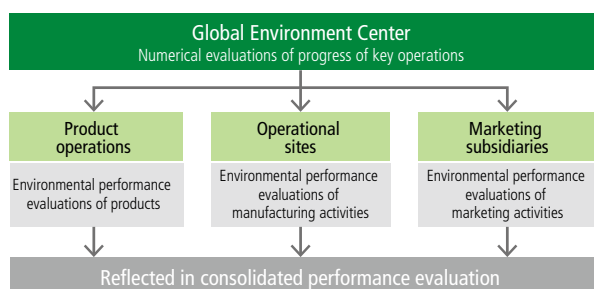 Global Environment Center
Numerical evaluations of progress of key operations
Product
operations
Operational
sites
Marketing
subsidiaries
Environmental performance
evaluations of products
Environmental performance
evaluations of
manufacturing activities
Environmental performance
evaluations of
marketing activities
Reflected in consolidated performance evaluation